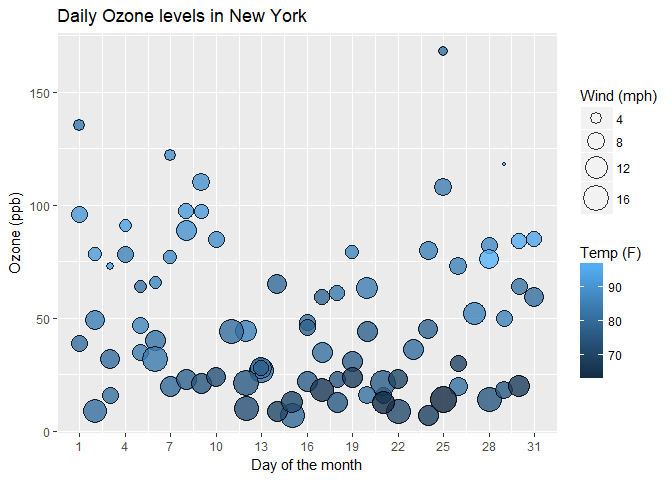 Daily Ozone levels in New York
Ozone (ppb)
150
100
50
0
1 4 7 10 13 16 19 22 25 28 31
Day of the month
Wind (mph)
4
8
12
16
Temp (F)
90
80
70